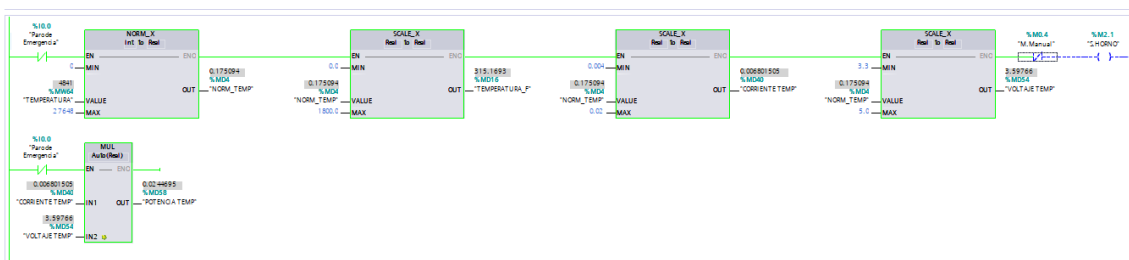 %I0.0
"Paro de
Emergencia"
NORM_X
Int to Real
EN
ENO
0
MIN
4841
%MW64
"TEMPERATURA"
VALUE
27648
MAX
OUT
0.175094
%MD4
"NORM_TEMP"
SCALE_X
Real to Real
EN
ENO
0.0
MIN
0.175094
%MD4
"NORM_TEMP"
VALUE
1800.0
MAX
OUT
315.1693
%MD16
"TEMPERATURA_F"
SCALE_X
Real to Real
EN
ENO
0.004
MIN
0.175094
%MD4
"NORM_TEMP"
VALUE
0.02
MAX
OUT
0.006801505
%MD40
"CORRIENTE TEMP"
SCALE_X
Real to Real
EN
ENO
3.3
MIN
0.175094
%MD4
"NORM_TEMP"
VALUE
5.0
MAX
OUT
3.59766
%MD54
"VOLTAJE TEMP"
%M0.4
"M.Manual"
%M2.1
"S.HORNO"
%I0.0
"Paro de
Emergencia"
MUL
Auto (Real)
EN
ENO
0.006801505
%MD40
"CORRIENTE TEMP"
IN1
3.59766
%MD54
"VOLTAJE TEMP"
IN2
OUT
0.0244695
%MD58
"POTENCIA TEMP"